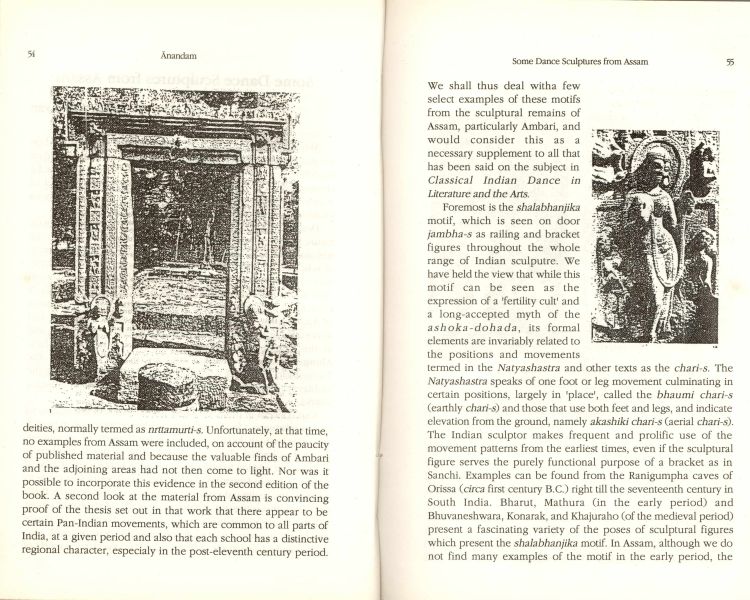 54
Ānandam
1
deities, normally termed as nrttamurti-s. Unfortunately, at that time,
no examples from Assam were included, on account of the paucity
of published material and because the valuable finds of Ambari
and the adjoining areas had not then come to light. Nor was it
possible to incorporate this evidence in the second edition of the
book. A second look at the material from Assam is convincing
proof of the thesis set out in that work that there appear to be
certain Pan-Indian movements, which are common to all parts of
India, at a given period and also that each school has a distinctive
regional character, especialy in the post-eleventh century period.
Some Dance Sculptures from Assam
55
We shall thus deal witha few
select examples of these motifs
from the sculptural remains of
Assam, particularly Ambari, and
would consider this as a
necessary supplement to all that
has been said on the subject in
Classical Indian Dance in
Literature and the Arts.
Foremost is the shalabhanjika
motif, which is seen on door
jambha-s as railing and bracket
figures throughout the whole
range of Indian sculputre. We
have held the view that while this
motif can be seen as the
expression of a 'fertility cult' and
a long-accepted myth of the
ashoka-dohada, its formal
elements are invariably related to
the positions and movements
termed in the Natyashastra and other texts as the chari-s. The
Natyashastra speaks of one foot or leg movement culminating in
certain positions, largely in 'place', called the bhaumi chari-s
(earthly chari-s) and those that use both feet and legs, and indicate
elevation from the ground, namely akashiki chari-s (aerial chari-s).
The Indian sculptor makes frequent and prolific use of the
movement patterns from the earliest times, even if the sculptural
figure serves the purely functional purpose of a bracket as in
Sanchi. Examples can be found from the Ranigumpha caves of
Orissa (circa first century B.C.) right till the seventeenth century in
South India. Bharut, Mathura (in the early period) and
Bhuvaneshwara, Konarak, and Khajuraho (of the medieval period)
present a fascinating variety of the poses of sculptural figures
which present the shalabhanjika motif. In Assam, although we do
not find many examples of the motif in the early period, the